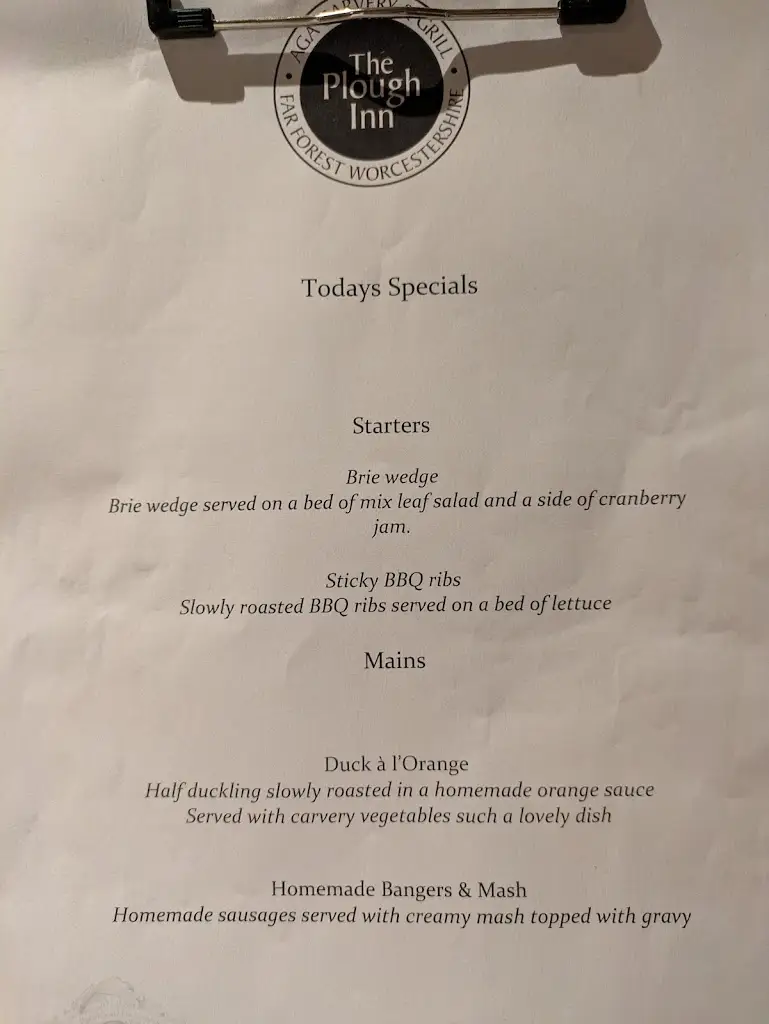 AGA CARVERY & GRILL
The
Plough
Inn
FAR FOREST WORCESTERSHIRE
Todays Specials
Starters
Brie wedge
Brie wedge served on a bed of mix leaf salad and a side of cranberry
jam.
Sticky BBQ ribs
Slowly roasted BBQ ribs served on a bed of lettuce
Mains
Duck à l'Orange
Half duckling slowly roasted in a homemade orange sauce
Served with carvery vegetables such a lovely dish
Homemade Bangers & Mash
Homemade sausages served with creamy mash topped with gravy